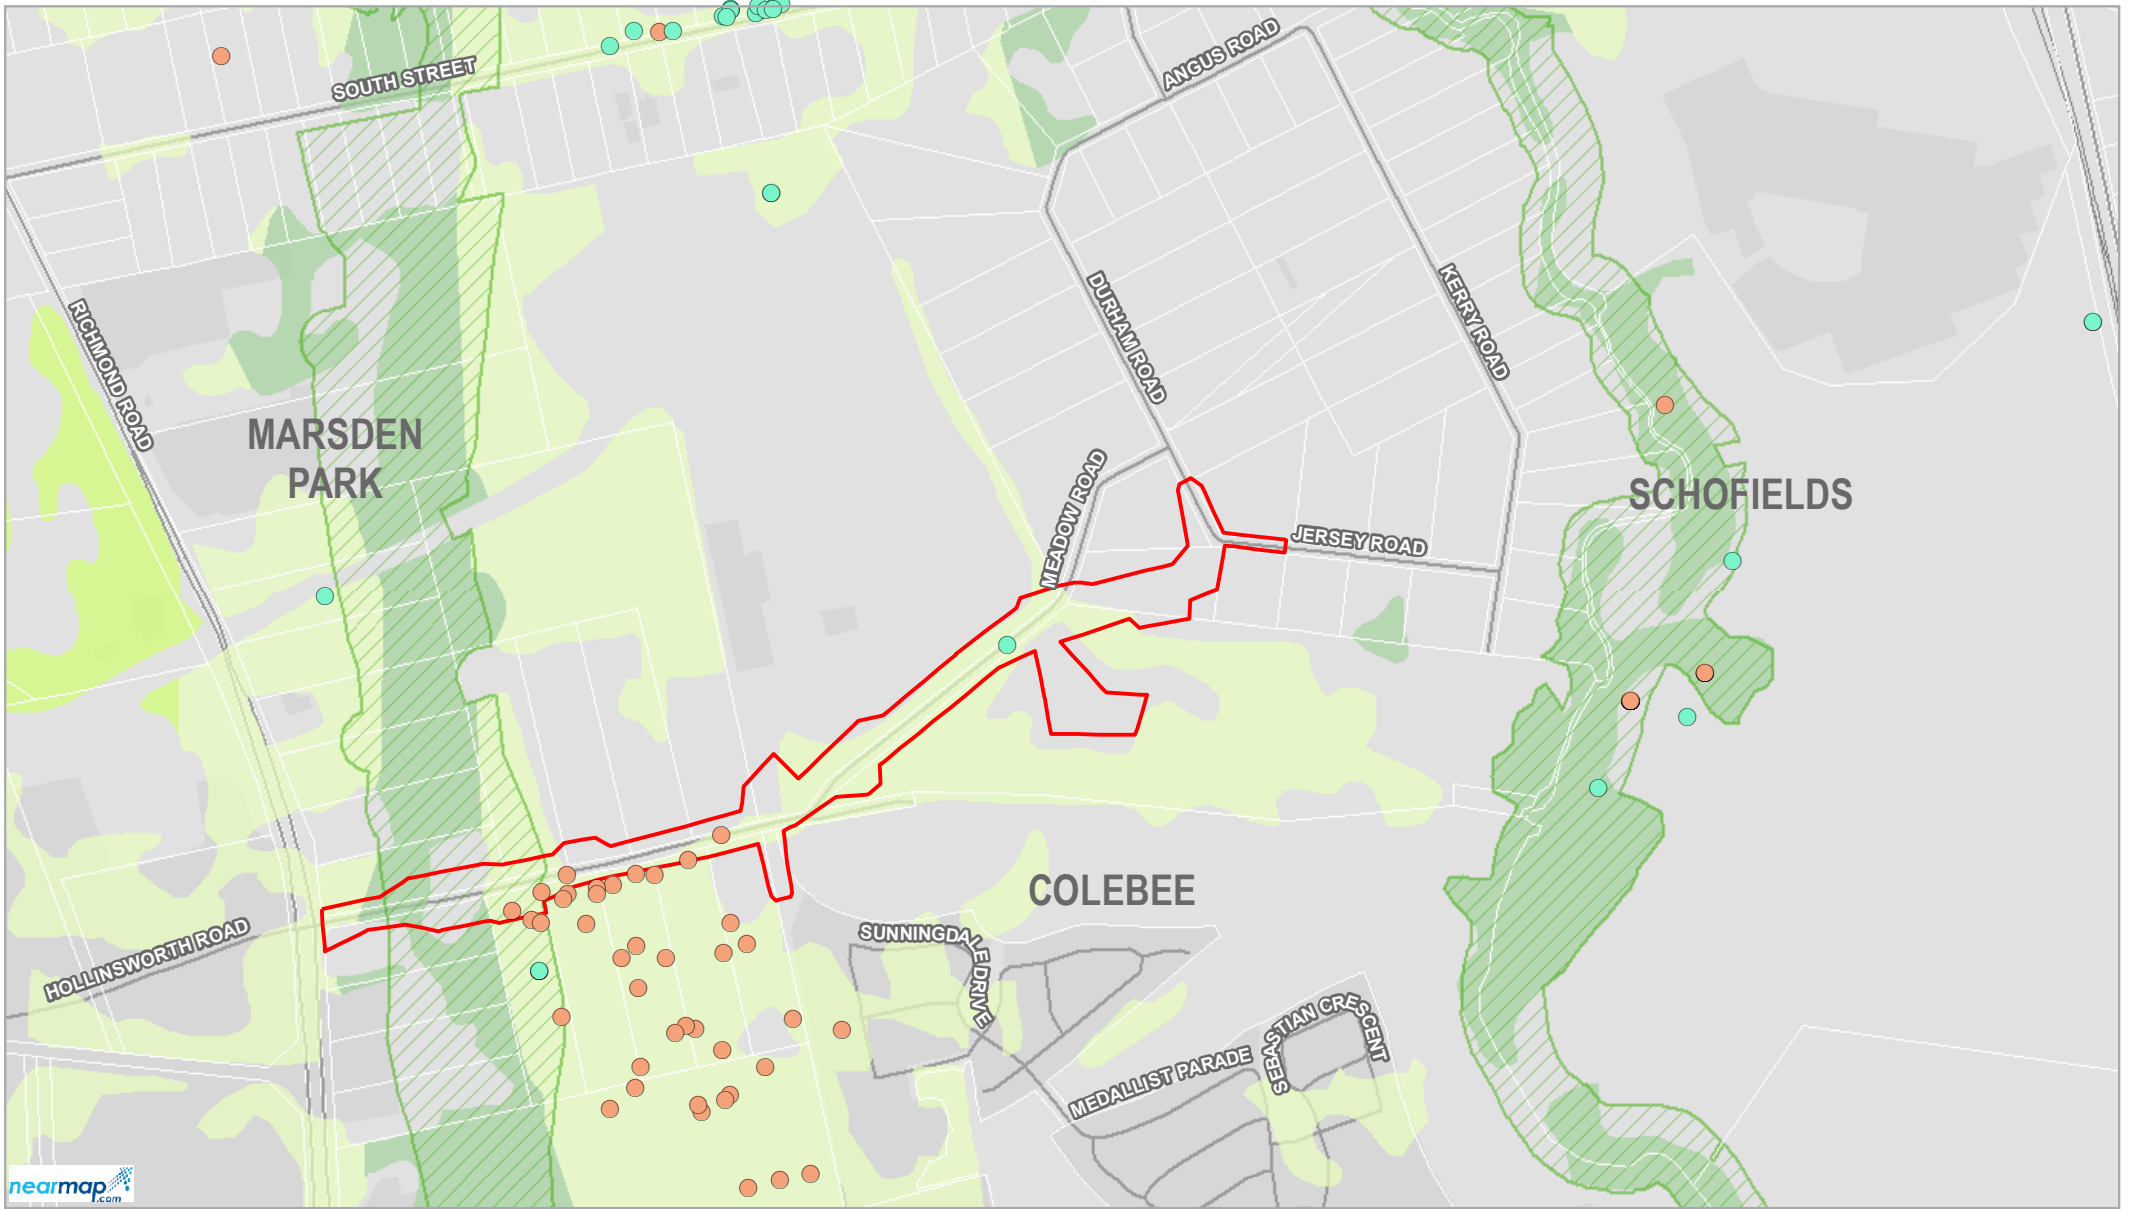 SOUTH STREET
ANGUS ROAD
RICHMOND ROAD
DURHAM ROAD
KERRY ROAD
MARSDEN
PARK
MEADOW ROAD
SCHOFIELDS
JERSEY ROAD
COLEBEE
HOLLINSWORTH ROAD
SUNNINGDALE DRIVE
SEBASTIAN CRESCENT
MEDALLIST PARADE
nearmap
.com